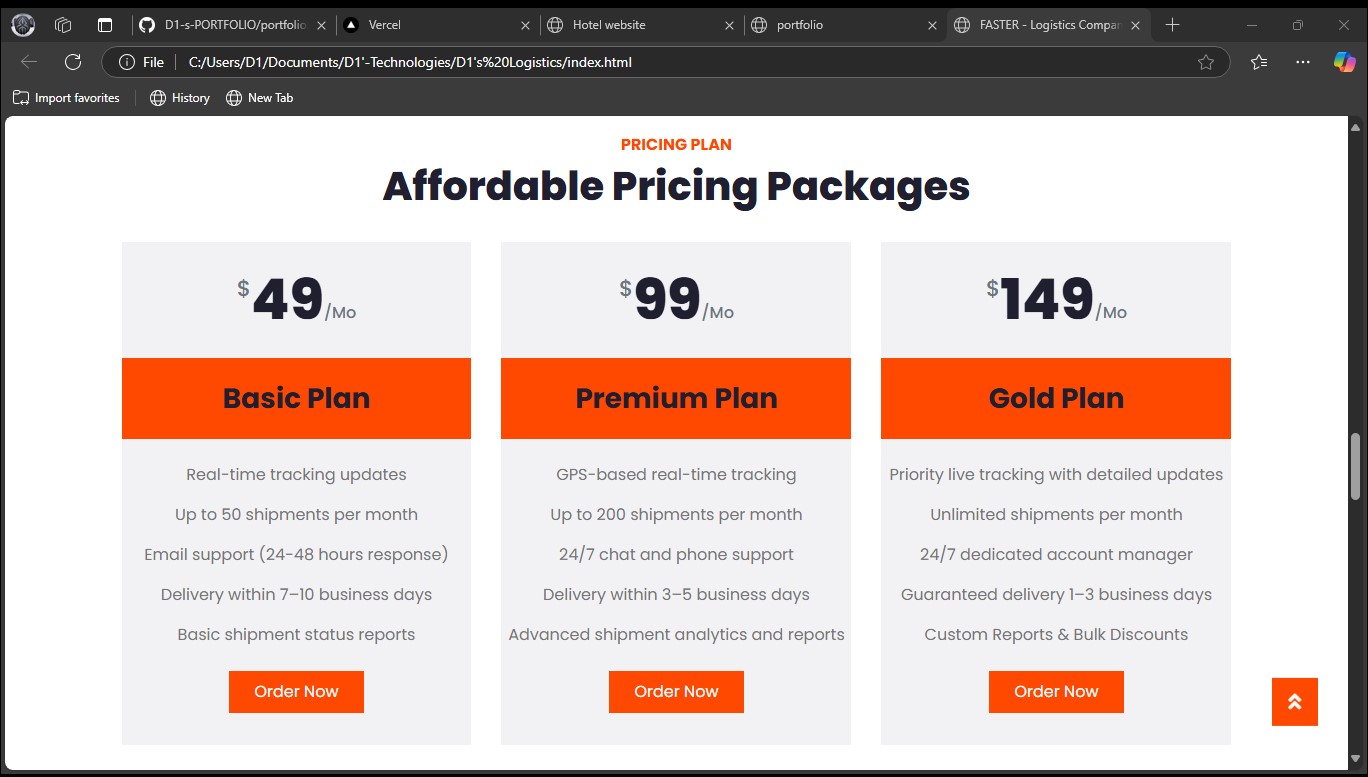 D1-s-PORTFOLIO/portfolio.
Vercel
Hotel website
portfolio
FASTER - Logistics Compan
File
C:/Users/D1/Documents/D1'-Technologies/D1's%20Logistics/index.html
Import favorites
History
New Tab
PRICING PLAN
Affordable Pricing Packages
$49/Mo
Basic Plan
Real-time tracking updates
Up to 50 shipments per month
Email support (24-48 hours response)
Delivery within 7–10 business days
Basic shipment status reports
Order Now
$99/Mo
Premium Plan
GPS-based real-time tracking
Up to 200 shipments per month
24/7 chat and phone support
Delivery within 3–5 business days
Advanced shipment analytics and reports
Order Now
$149/Mo
Gold Plan
Priority live tracking with detailed updates
Unlimited shipments per month
24/7 dedicated account manager
Guaranteed delivery 1–3 business days
Custom Reports & Bulk Discounts
Order Now